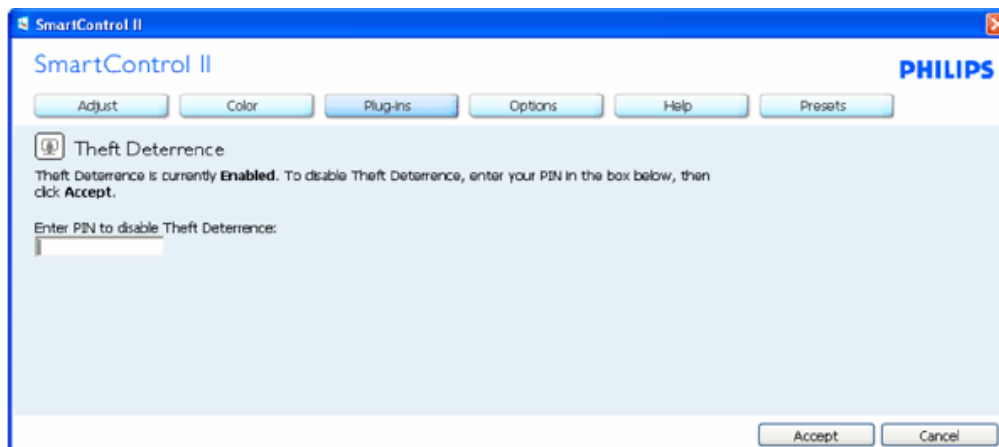 SmartControl II
SmartControl II
PHILIPS
Adjust Color Plug-ins Options Help Presets
Theft Deterrence
Theft Deterrence is currently Enabled. To disable Theft Deterrence, enter your PIN in the box below, then
click Accept.
Enter PIN to disable Theft Deterrence:
Accept Cancel